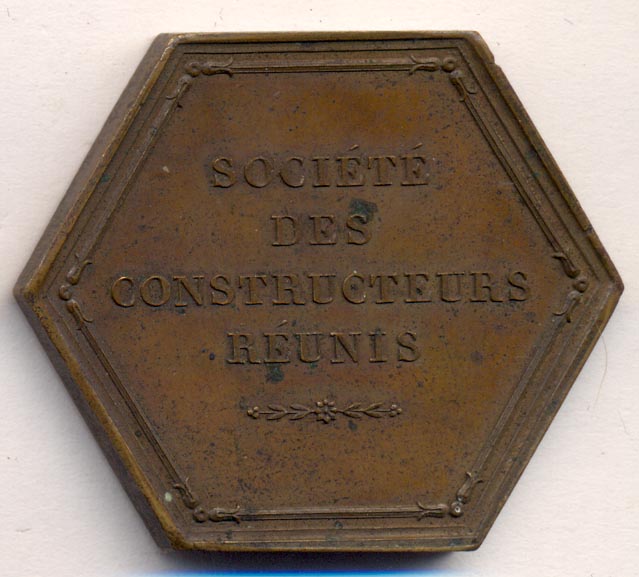 SOCIÉTÉ
DES
CONSTRUCTEURS
RÉUNIS